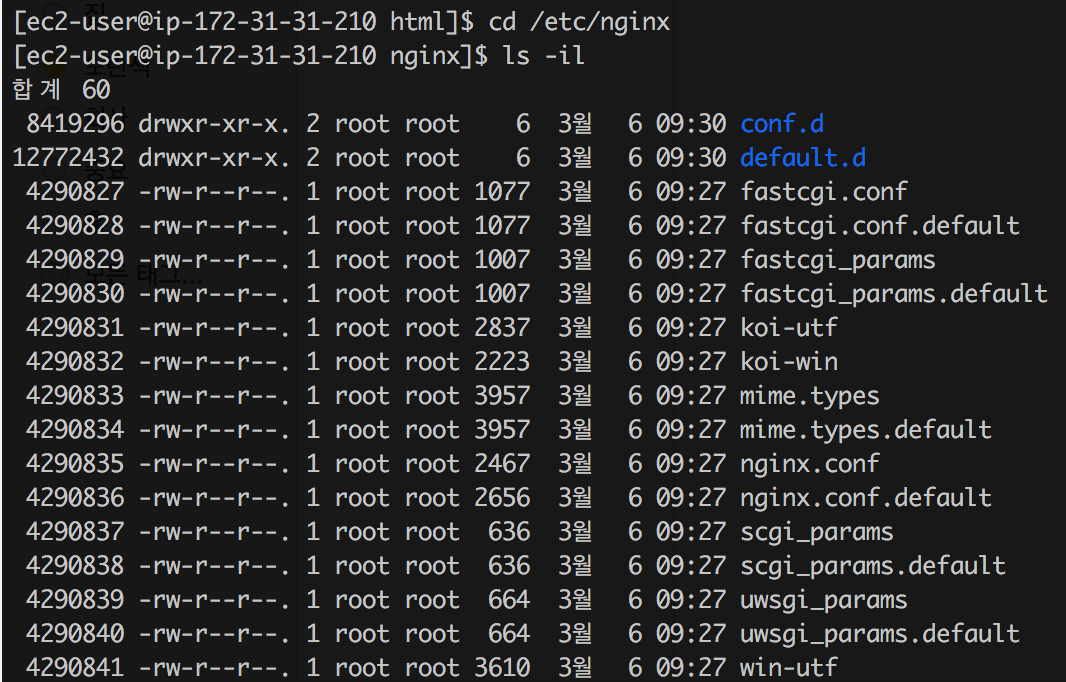 [ec2-user@ip-172-31-31-210 html]$ cd /etc/nginx
[ec2-user@ip-172-31-31-210 nginx]$ ls -il
합계 60
8419296 drwxr-xr-x. 2 root root 6 3월 6 09:30 conf.d
12772432 drwxr-xr-x. 2 root root 6 3월 6 09:30 default.d
4290827 -rw-r--r--. 1 root root 1077 3월 6 09:27 fastcgi.conf
4290828 -rw-r--r--. 1 root root 1077 3월 6 09:27 fastcgi.conf.default
4290829 -rw-r--r--. 1 root root 1007 3월 6 09:27 fastcgi_params
4290830 -rw-r--r--. 1 root root 1007 3월 6 09:27 fastcgi_params.default
4290831 -rw-r--r--. 1 root root 2837 3월 6 09:27 koi-utf
4290832 -rw-r--r--. 1 root root 2223 3월 6 09:27 koi-win
4290833 -rw-r--r--. 1 root root 3957 3월 6 09:27 mime.types
4290834 -rw-r--r--. 1 root root 3957 3월 6 09:27 mime.types.default
4290835 -rw-r--r--. 1 root root 2467 3월 6 09:27 nginx.conf
4290836 -rw-r--r--. 1 root root 2656 3월 6 09:27 nginx.conf.default
4290837 -rw-r--r--. 1 root root 636 3월 6 09:27 scgi_params
4290838 -rw-r--r--. 1 root root 636 3월 6 09:27 scgi_params.default
4290839 -rw-r--r--. 1 root root 664 3월 6 09:27 uwsgi_params
4290840 -rw-r--r--. 1 root root 664 3월 6 09:27 uwsgi_params.default
4290841 -rw-r--r--. 1 root root 3610 3월 6 09:27 win-utf